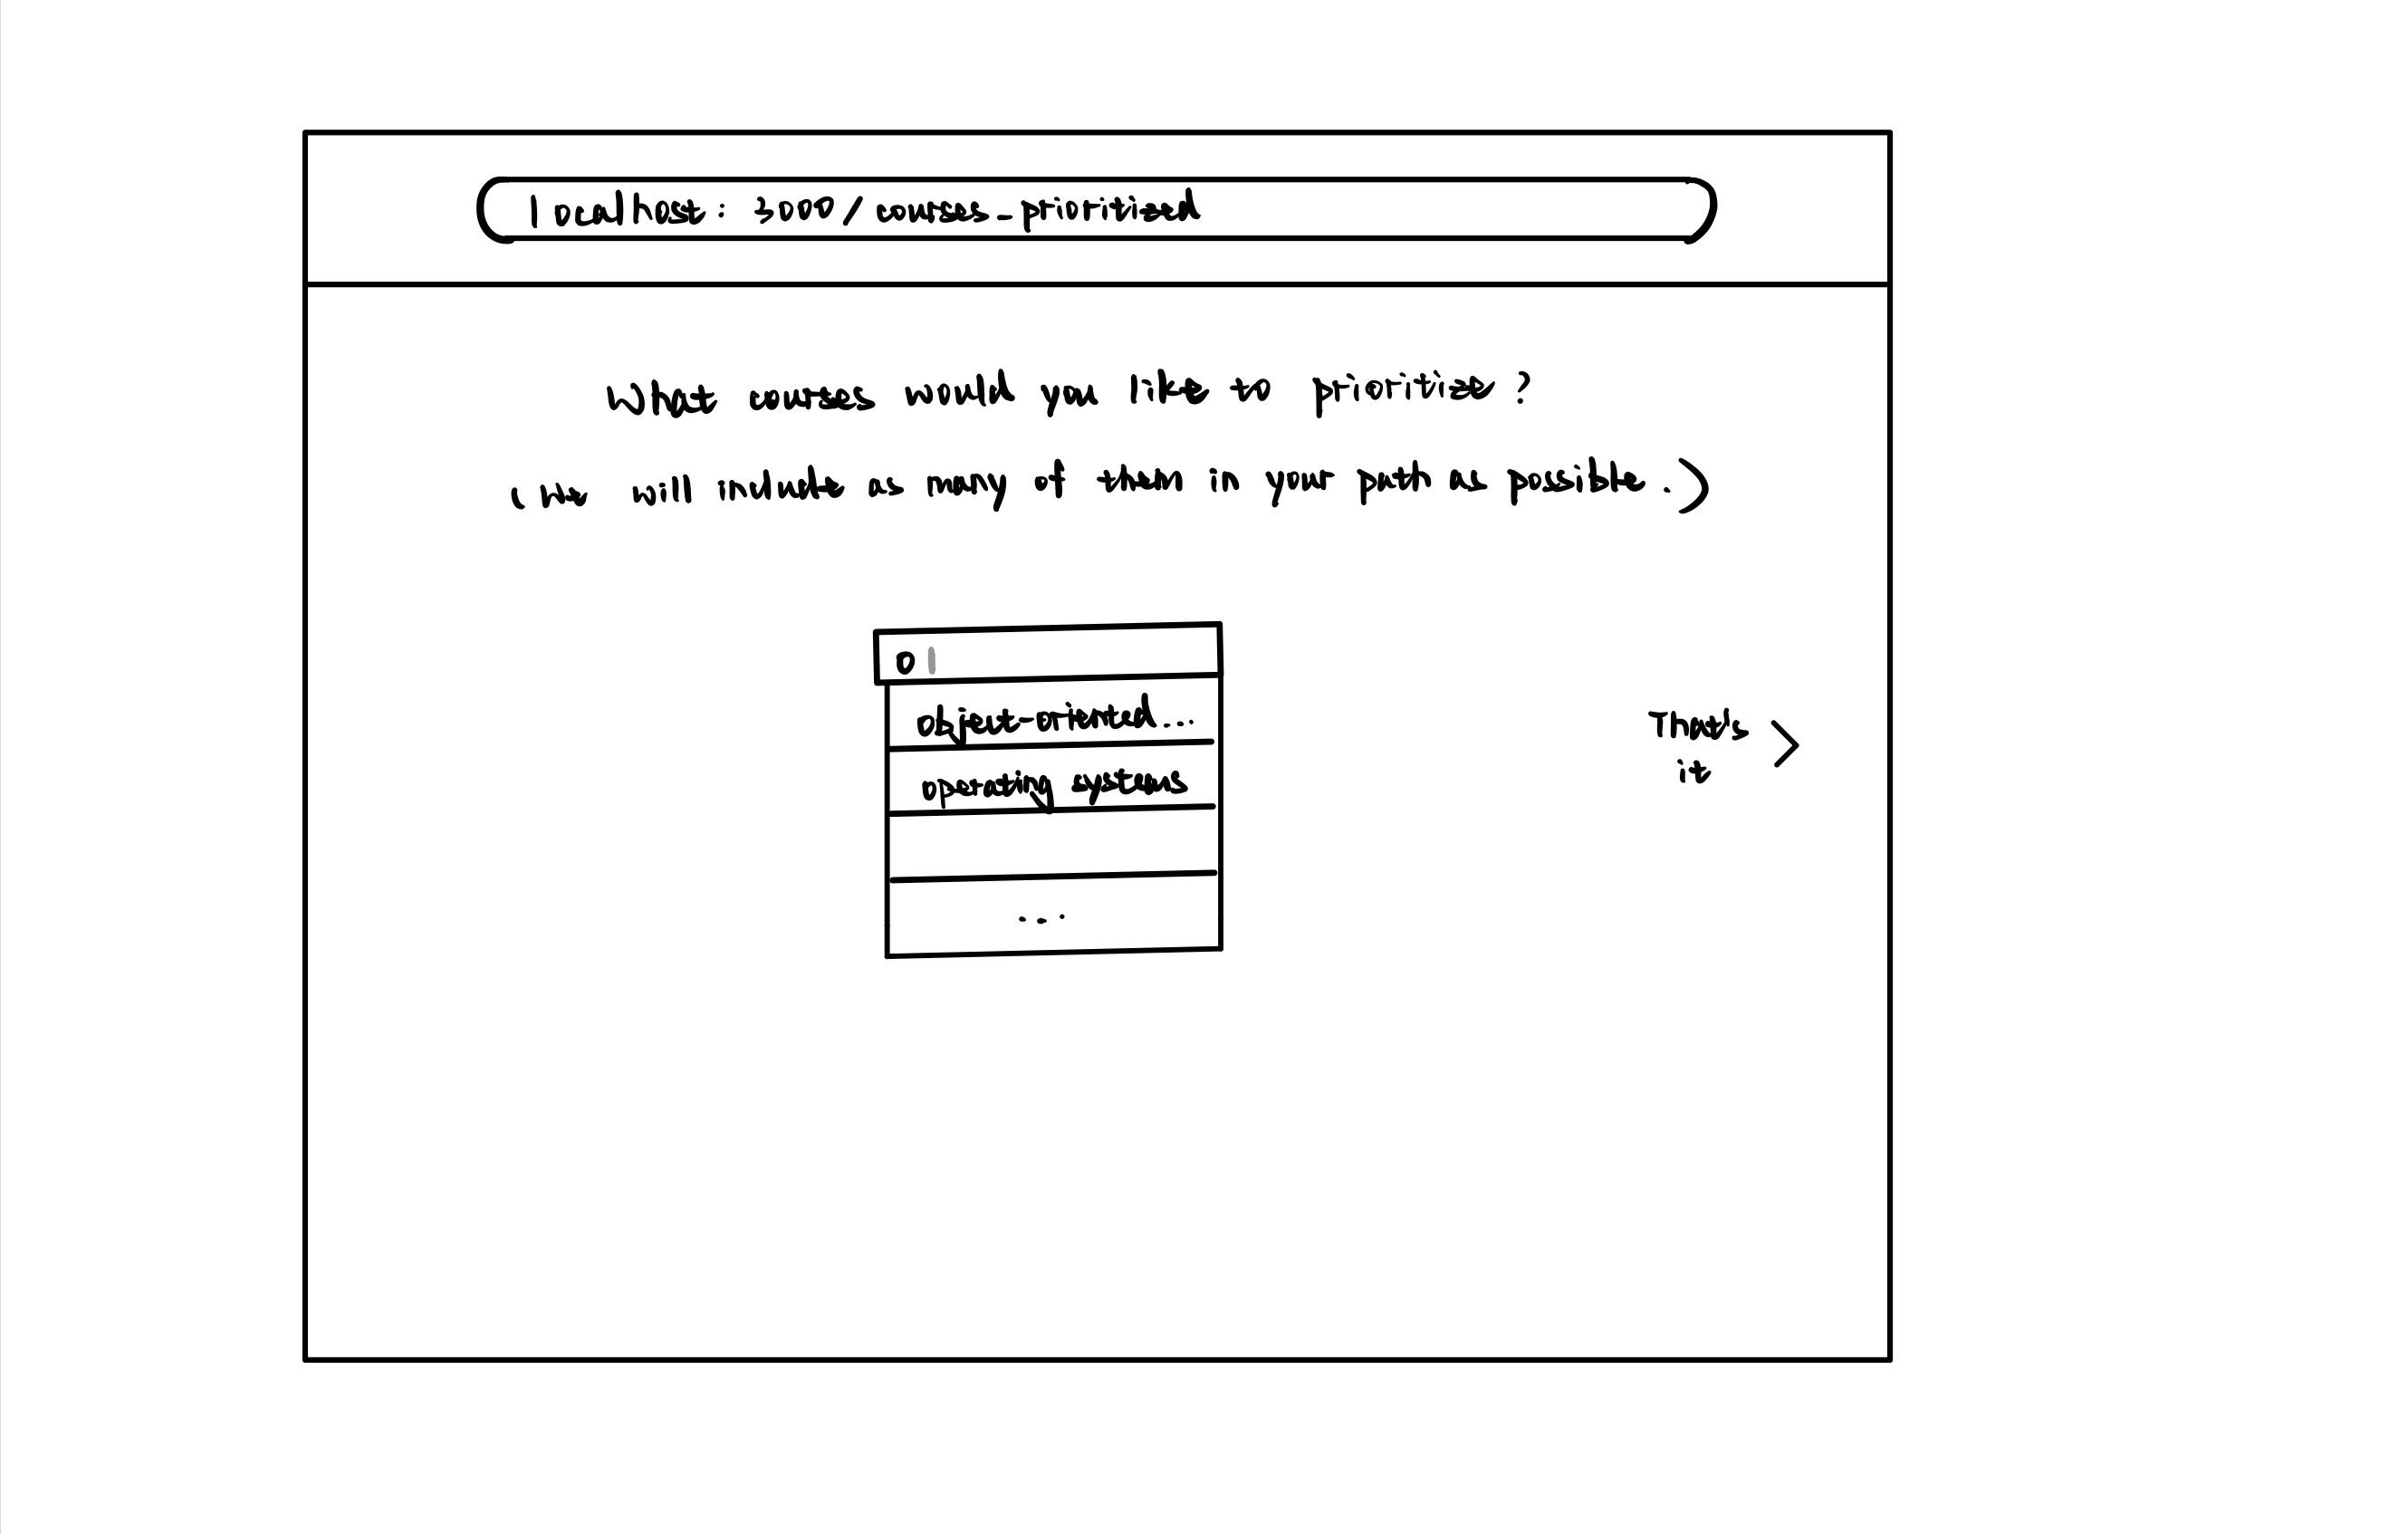 localhost: 3000/courses_prioritized
What courses would you like to prioritize?
(We will include as many of them in your path as possible.)
o
object-oriented...
operating systems
...
That's
it >